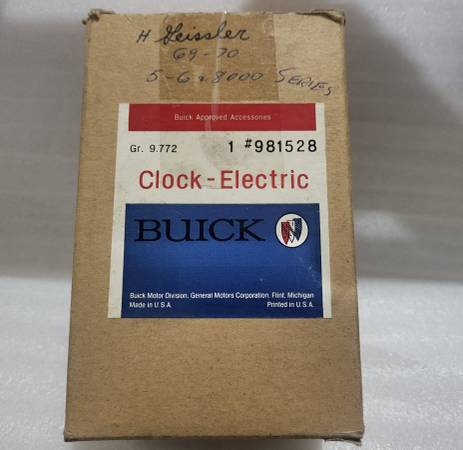 H Geissler
69-70
5-6 & 8000 SERIES
Buick Approved Accessories
Gr. 9.772 1 #981528
Clock-Electric
BUICK
Buick Motor Division, General Motors Corporation, Flint, Michigan
Made in U.S.A. Printed in U.S.A.